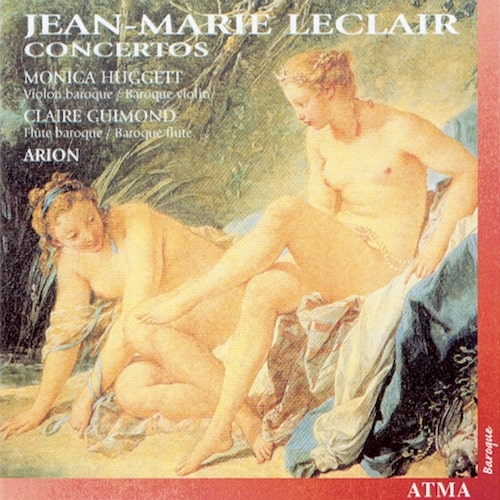 JEAN-MARIE LECLAIR
CONCERTOS
MONICA HUGGETT
Violon baroque / Baroque violin
CLAIRE GUIMOND
Flûte baroque / Baroque flute
ARION
Baroque
ATMA